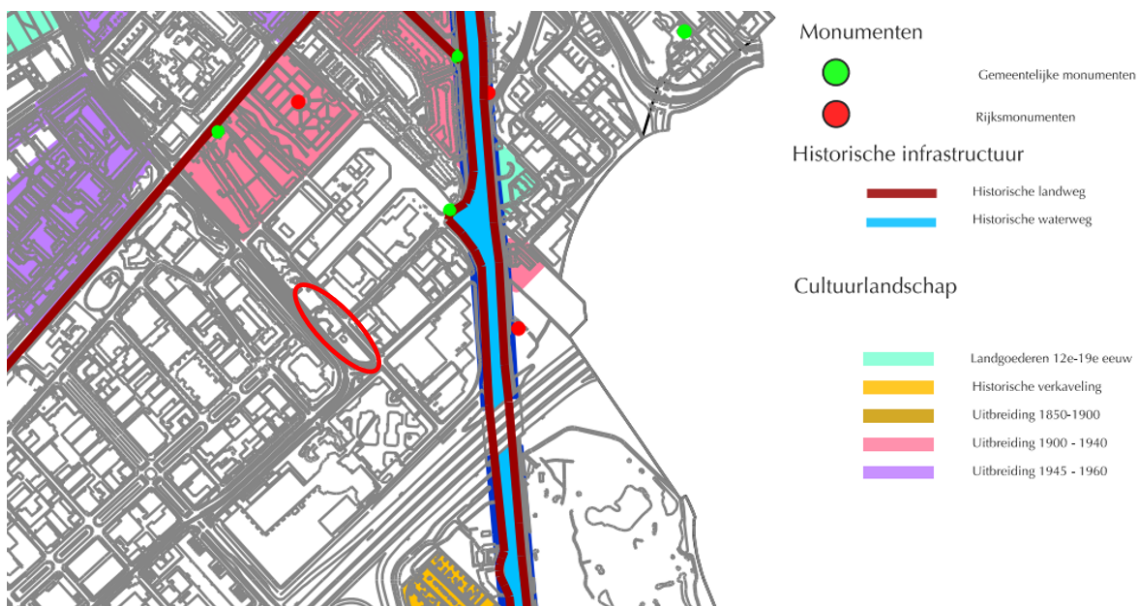 Monumenten
Gemeentelijke monumenten
Rijksmonumenten
Historische infrastructuur
Historische landweg
Historische waterweg
Cultuurlandschap
Landgoederen 12e-19e eeuw
Historische verkaveling
Uitbreiding 1850-1900
Uitbreiding 1900 - 1940
Uitbreiding 1945 - 1960